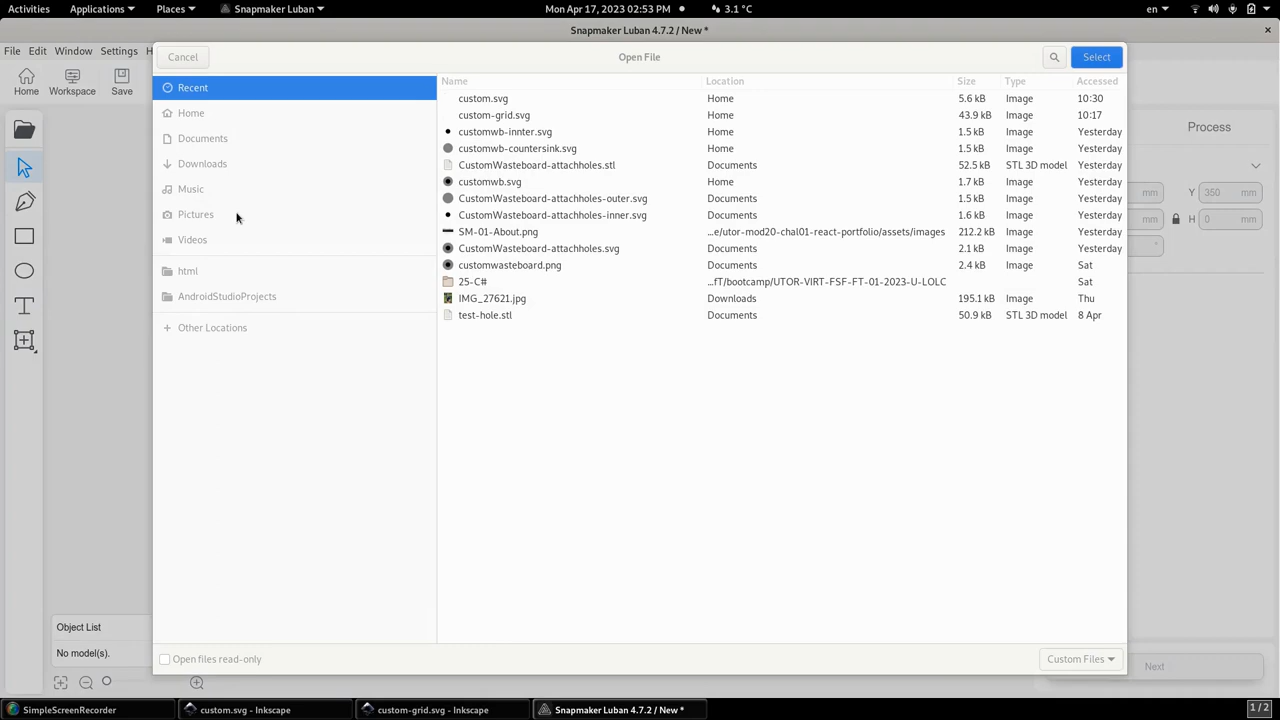 Activities Applications Places Snapmaker Luban Mon Apr 17, 2023 02:53 PM 3.1 °C en
Snapmaker Luban 4.7.2 / New * ×
File Edit Window Settings H
Cancel Open File Select
Home Workspace Save
Recent
Home
Documents
Downloads
Music
Pictures
Videos
html
AndroidStudioProjects
Other Locations
Name Location Size Type Accessed
custom.svg Home 5.6 kB Image 10:30
custom-grid.svg Home 43.9 kB Image 10:17
customwb-innter.svg Home 1.5 kB Image Yesterday
customwb-countersink.svg Home 1.5 kB Image Yesterday
CustomWasteboard-attachholes.stl Documents 52.5 kB STL 3D model Yesterday
customwb.svg Home 1.7 kB Image Yesterday
CustomWasteboard-attachholes-outer.svg Documents 1.5 kB Image Yesterday
CustomWasteboard-attachholes-inner.svg Documents 1.6 kB Image Yesterday
SM-01-About.png ...e/utor-mod20-chal01-react-portfolio/assets/images 212.2 kB Image Yesterday
CustomWasteboard-attachholes.svg Documents 2.1 kB Image Yesterday
customwasteboard.png Documents 2.4 kB Image Sat
25-C# ...fT/bootcamp/UTOR-VIRT-FSF-FT-01-2023-U-LOLC Sat
IMG_27621.jpg Downloads 195.1 kB Image Thu
test-hole.stl Documents 50.9 kB STL 3D model 8 Apr
Process
mm Y 350 mm
mm H 0 mm
°
Object List
No model(s).
Open files read-only Custom Files
Next
SimpleScreenRecorder custom.svg - Inkscape custom-grid.svg - Inkscape Snapmaker Luban 4.7.2 / New * 1 / 2